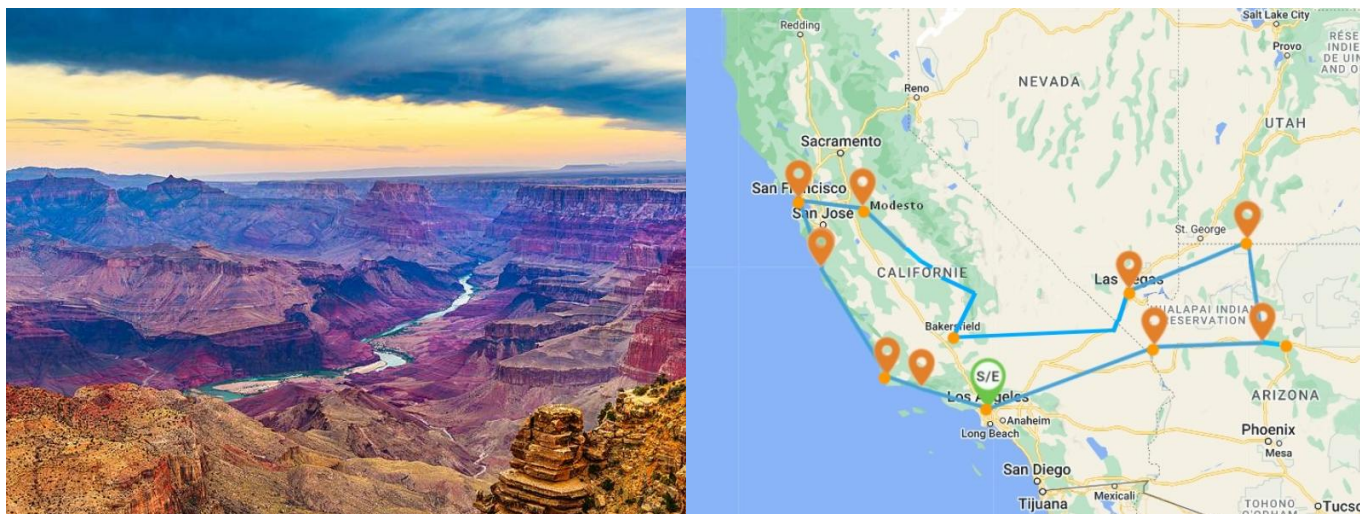 Salt Lake City
Redding
Provo
RÉSE
INDIE
DE UIN
AND O
NEVADA
Reno
UTAH
Sacramento
San Francisco
Modesto
San Jose
St. George
CALIFORNIE
Las Vegas
UALAPAI INDIAN
RESERVATION
Bakersfield
S/E
Los Angeles
ARIZONA
Anaheim
Long Beach
Phoenix
Mesa
San Diego
Tijuana
Mexicali
TOHONO
Tucso